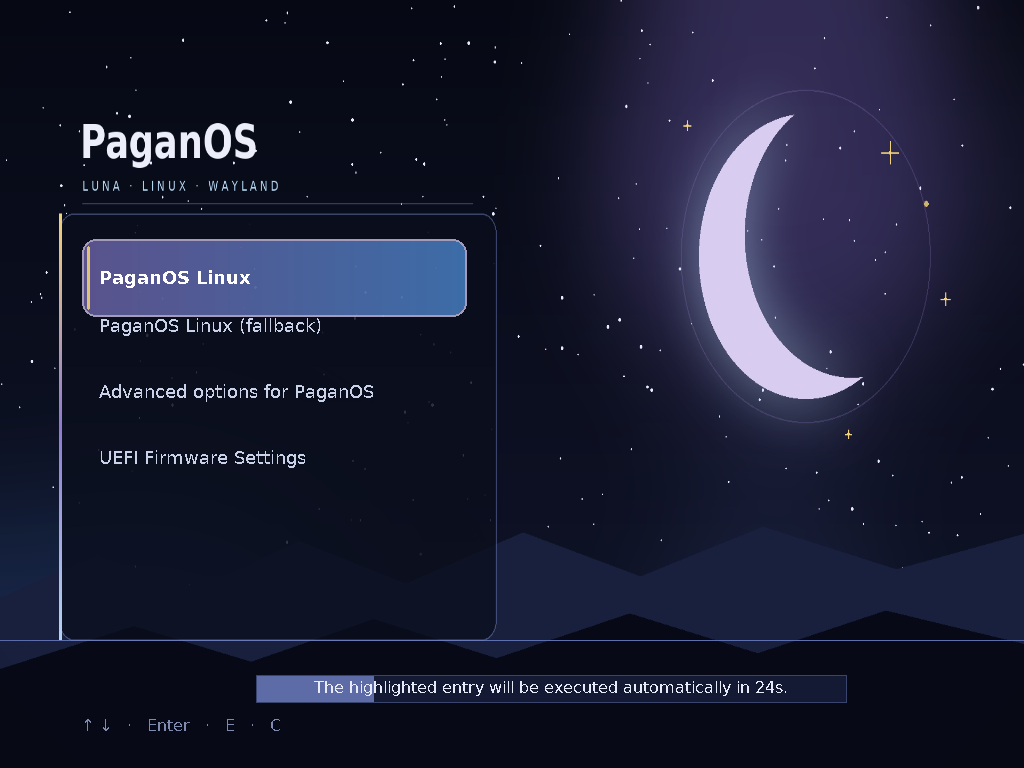 PaganOS
LUNA · LINUX · WAYLAND
PaganOS Linux
PaganOS Linux (fallback)
Advanced options for PaganOS
UEFI Firmware Settings
The highlighted entry will be executed automatically in 24s.
↑ ↓ · Enter · E · C